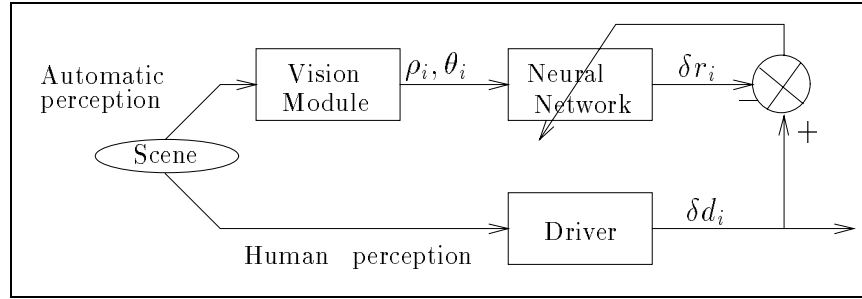 Automatic
perception
Vision
Module
ρᵢ, θᵢ
Neural
Network
δrᵢ
−
+
Scene
Driver
δdᵢ
Human perception